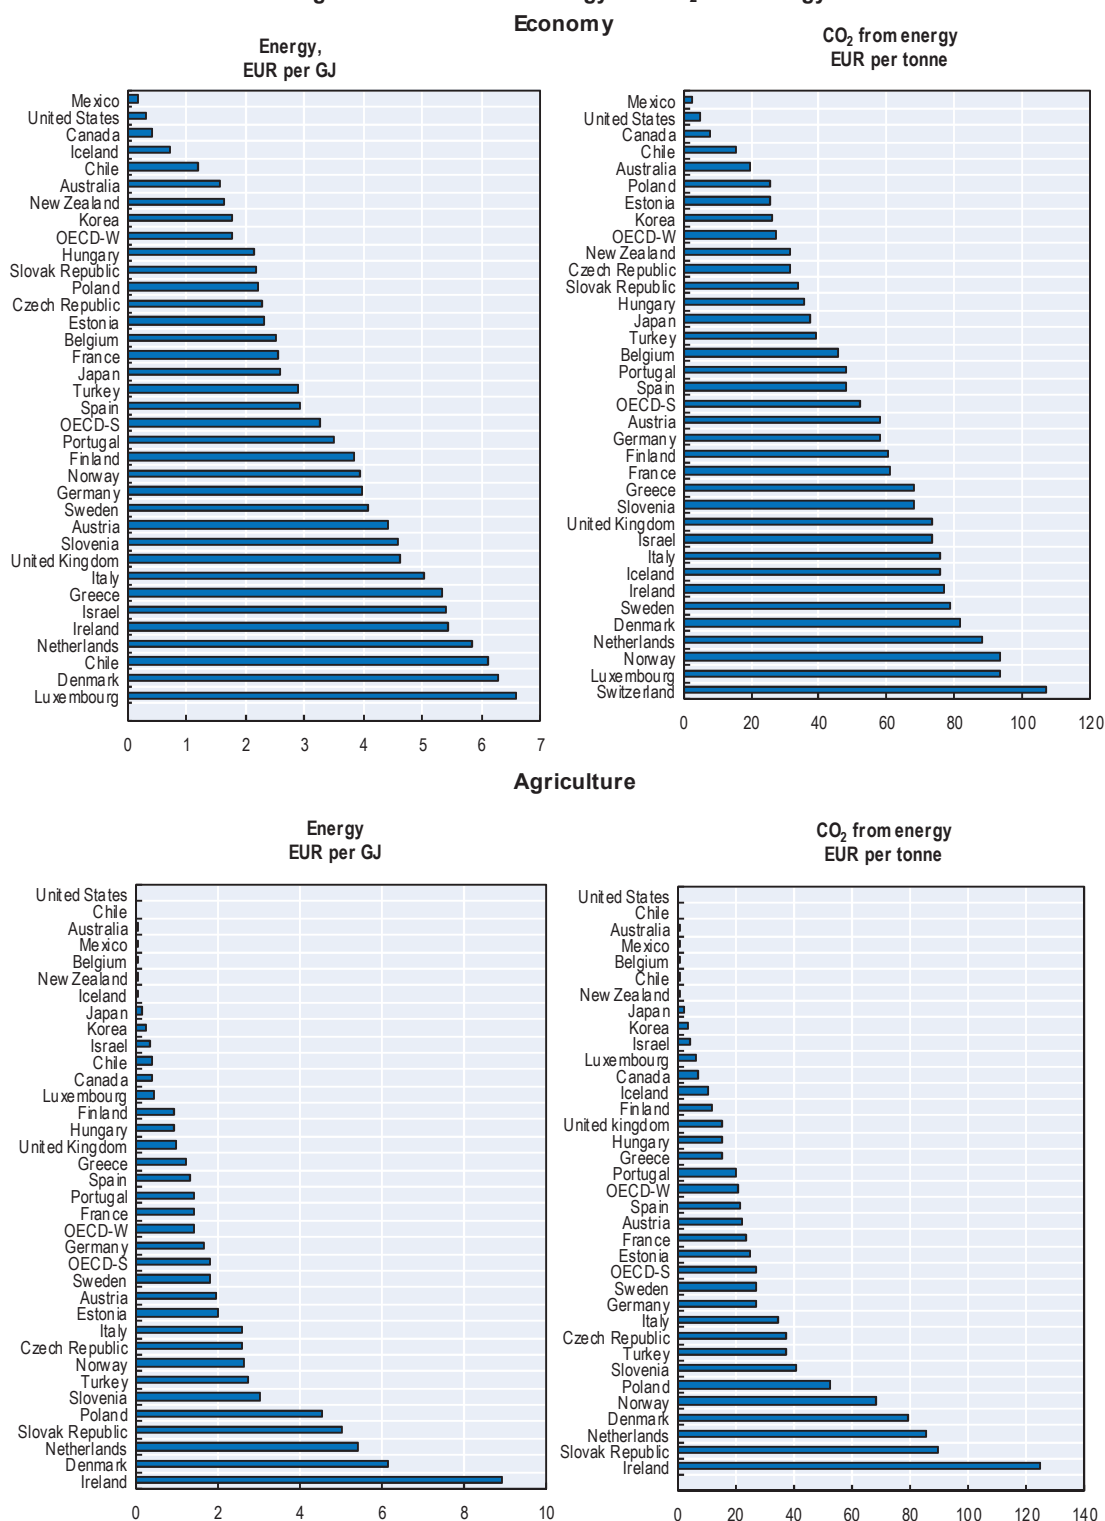 Economy
Energy,
EUR per GJ
Mexico
United States
Canada
Iceland
Chile
Australia
New Zealand
Korea
OECD-W
Hungary
Slovak Republic
Poland
Czech Republic
Estonia
Belgium
France
Japan
Turkey
Spain
OECD-S
Portugal
Finland
Norway
Germany
Sweden
Austria
Slovenia
United Kingdom
Italy
Greece
Israel
Ireland
Netherlands
Chile
Denmark
Luxembourg
0 1 2 3 4 5 6 7
CO₂ from energy
EUR per tonne
Mexico
United States
Canada
Chile
Australia
Poland
Estonia
Korea
OECD-W
New Zealand
Czech Republic
Slovak Republic
Hungary
Japan
Turkey
Belgium
Portugal
Spain
OECD-S
Austria
Germany
Finland
France
Greece
Slovenia
United Kingdom
Israel
Italy
Iceland
Ireland
Sweden
Denmark
Netherlands
Norway
Luxembourg
Switzerland
0 20 40 60 80 100 120
Agriculture
Energy
EUR per GJ
United States
Chile
Australia
Mexico
Belgium
New Zealand
Iceland
Japan
Korea
Israel
Chile
Canada
Luxembourg
Finland
Hungary
United Kingdom
Greece
Spain
Portugal
France
OECD-W
Germany
OECD-S
Sweden
Austria
Estonia
Italy
Czech Republic
Norway
Turkey
Slovenia
Poland
Slovak Republic
Netherlands
Denmark
Ireland
0 2 4 6 8 10
CO₂ from energy
EUR per tonne
United States
Chile
Australia
Mexico
Belgium
Chile
New Zealand
Japan
Korea
Israel
Luxembourg
Canada
Iceland
Finland
United kingdom
Hungary
Greece
Portugal
OECD-W
Spain
Austria
France
Estonia
OECD-S
Sweden
Germany
Italy
Czech Republic
Turkey
Slovenia
Poland
Norway
Denmark
Netherlands
Slovak Republic
Ireland
0 20 40 60 80 100 120 140